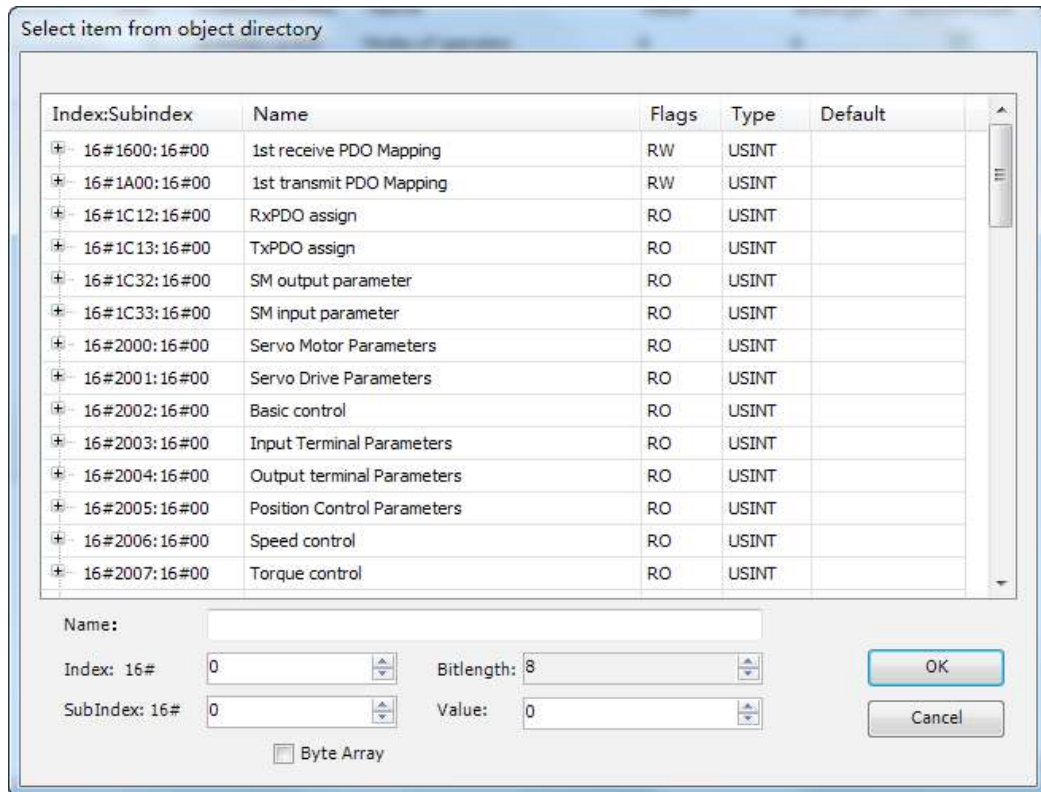 Select item from object directory
Index:Subindex Name Flags Type Default
16#1600:16#00 1st receive PDO Mapping RW USINT
16#1A00:16#00 1st transmit PDO Mapping RW USINT
16#1C12:16#00 RxPDO assign RO USINT
16#1C13:16#00 TxPDO assign RO USINT
16#1C32:16#00 SM output parameter RO USINT
16#1C33:16#00 SM input parameter RO USINT
16#2000:16#00 Servo Motor Parameters RO USINT
16#2001:16#00 Servo Drive Parameters RO USINT
16#2002:16#00 Basic control RO USINT
16#2003:16#00 Input Terminal Parameters RO USINT
16#2004:16#00 Output terminal Parameters RO USINT
16#2005:16#00 Position Control Parameters RO USINT
16#2006:16#00 Speed control RO USINT
16#2007:16#00 Torque control RO USINT
Name:
Index: 16# 0 Bitlength: 8 OK
SubIndex: 16# 0 Value: 0 Cancel
Byte Array